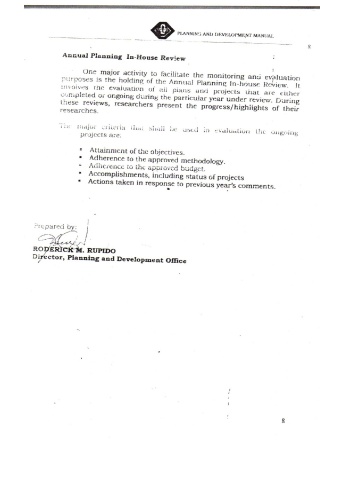 PLANNING AND DEVELOPMENT MANUAL
8
Annual Planning In-House Review
One major activity to facilitate the monitoring and evaluation
purposes is the holding of the Annual Planning In-house Review. It
involves the evaluation of all plans and projects that are either
completed or ongoing during the particular year under review. During
these reviews, researchers present the progress/highlights of their
researches.
The major criteria that shall be used in evaluation the ongoing
projects are:
• Attainment of the objectives.
• Adherence to the approved methodology.
• Adherence to the approved budget.
• Accomplishments, including status of projects
• Actions taken in response to previous year's comments.
Prepared by:
RODERICK M. RUPIDO
Director, Planning and Development Office
8